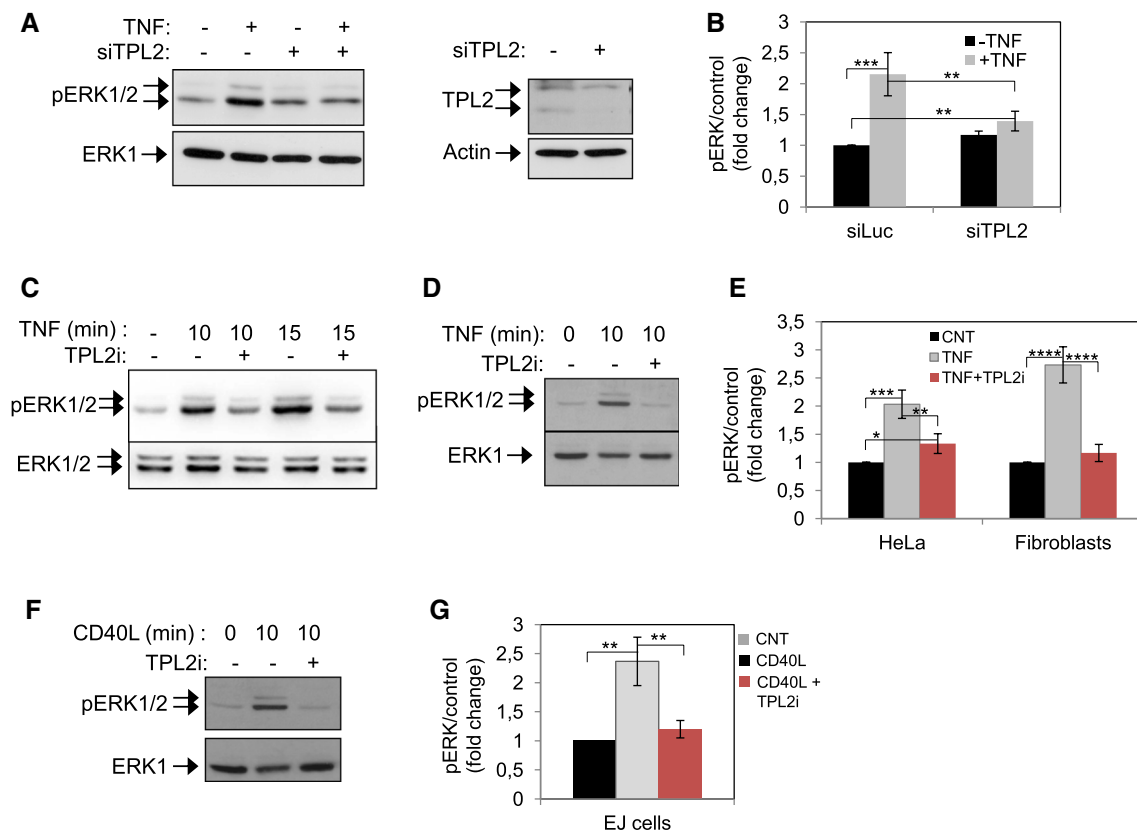 A
TNF: - + - +
siTPL2: - - + +
pERK1/2
ERK1
siTPL2: - +
TPL2
Actin
B
pERK/control
(fold change)
2,5
2
1,5
1
0,5
0
-TNF
+TNF
***
**
**
siLuc siTPL2
C
TNF (min) : - 10 10 15 15
TPL2i: - - + - +
pERK1/2
ERK1/2
D
TNF (min): 0 10 10
TPL2i: - - +
pERK1/2
ERK1
E
pERK/control
(fold change)
3,5
3
2,5
2
1,5
1
0,5
0
CNT
TNF
TNF+TPL2i
**** ****
***
**
*
HeLa Fibroblasts
F
CD40L (min) : 0 10 10
TPL2i: - - +
pERK1/2
ERK1
G
pERK/control
(fold change)
3
2,5
2
1,5
1
0,5
0
** **
CNT
CD40L
CD40L +
TPL2i
EJ cells